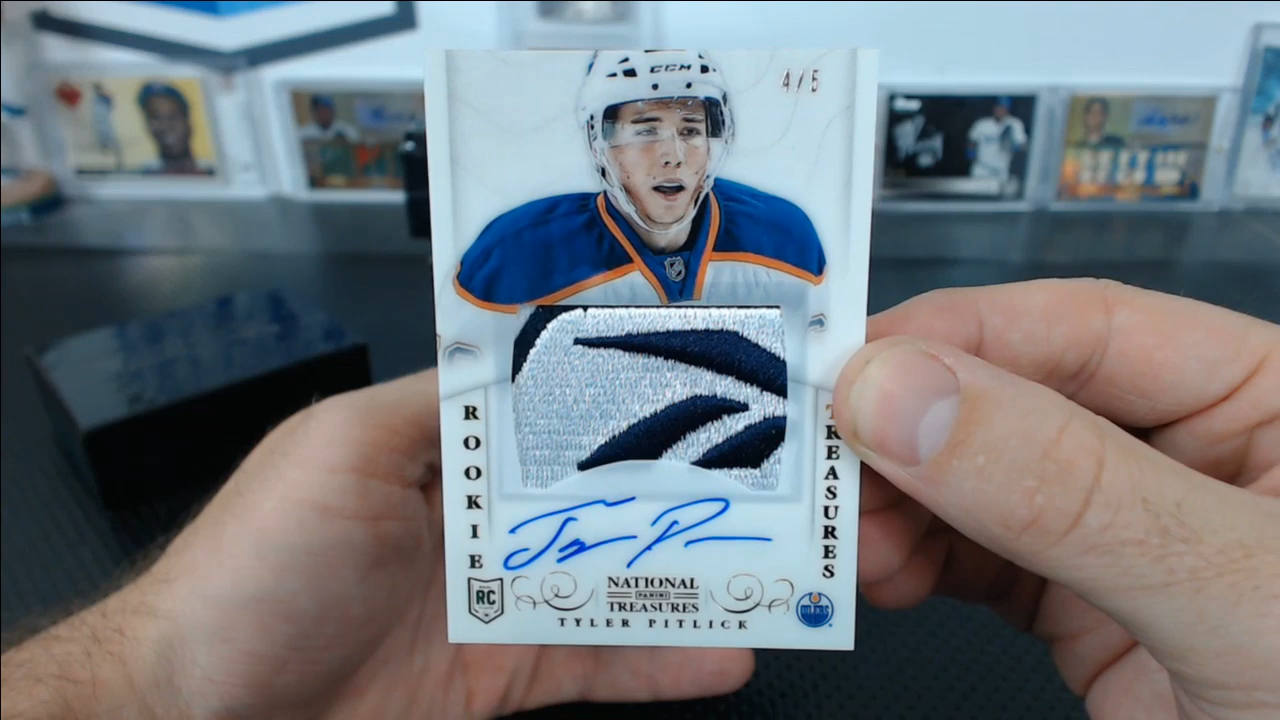 CCM
4/5
ROOKIE
TREASURES
RC
NATIONAL
PANINI
TREASURES
TYLER PITLICK
OILERS